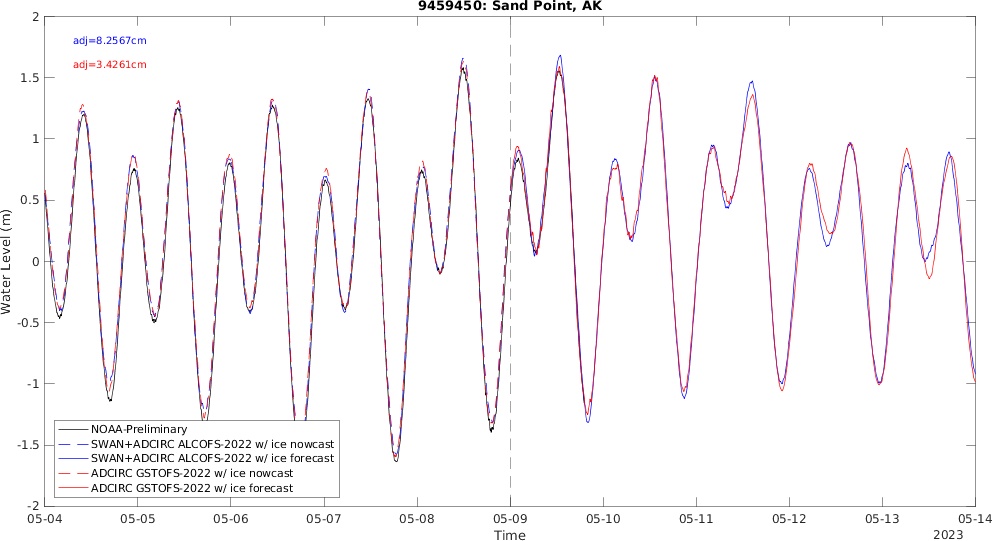 9459450: Sand Point, AK
adj=8.2567cm
adj=3.4261cm
Water Level (m)
2
1.5
1
0.5
0
-0.5
-1
-1.5
-2
NOAA-Preliminary
SWAN+ADCIRC ALCOFS-2022 w/ ice nowcast
SWAN+ADCIRC ALCOFS-2022 w/ ice forecast
ADCIRC GSTOFS-2022 w/ ice nowcast
ADCIRC GSTOFS-2022 w/ ice forecast
05-04 05-05 05-06 05-07 05-08 05-09 05-10 05-11 05-12 05-13 05-14
Time
2023